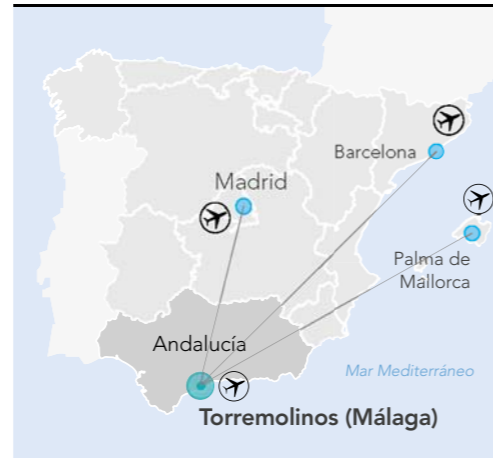 Barcelona
Madrid
Palma de
Mallorca
Andalucía
Mar Mediterráneo
Torremolinos (Málaga)